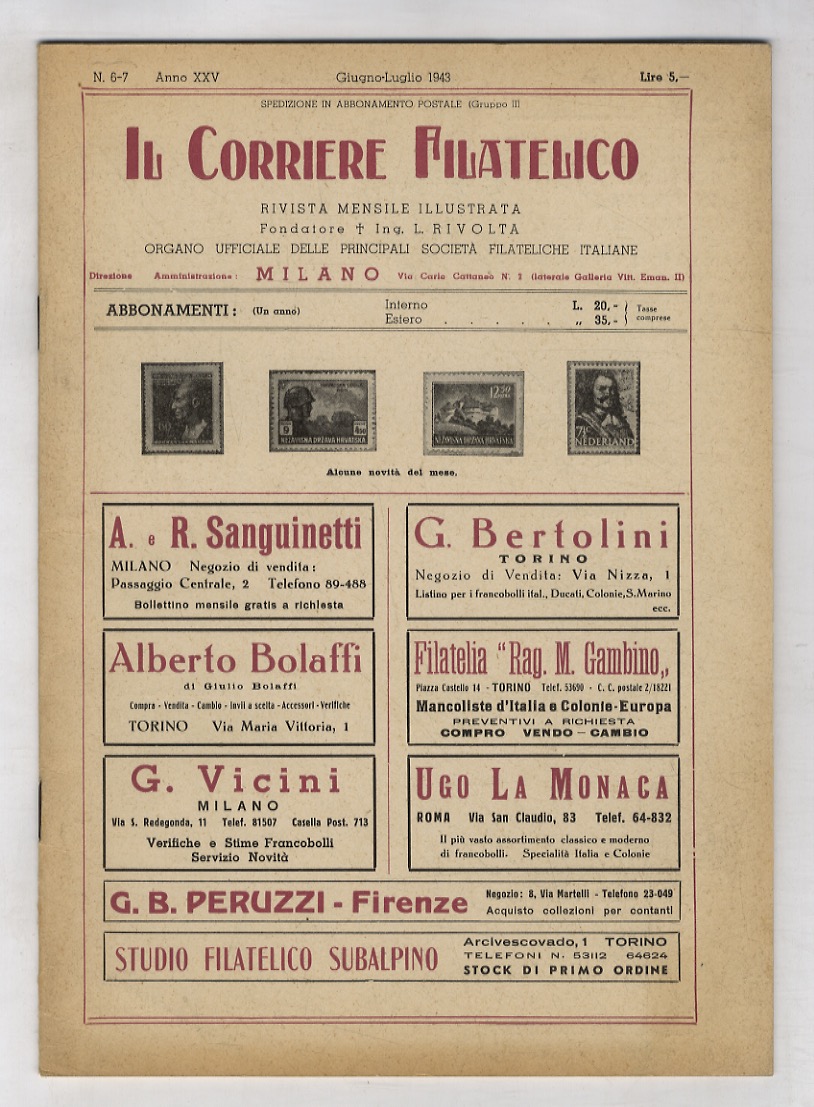 N. 6-7 Anno XXV Giugno-Luglio 1943 Lire 5,—
SPEDIZIONE IN ABBONAMENTO POSTALE (Gruppo III
IL CORRIERE FILATELICO
RIVISTA MENSILE ILLUSTRATA
Fondatore † Ing. L. RIVOLTA
ORGANO UFFICIALE DELLE PRINCIPALI SOCIETÀ FILATELICHE ITALIANE
Direzione Amministrazione: MILANO Via Carlo Cattaneo N. 2 (laterale Galleria Vitt. Eman. II)
ABBONAMENTI: (Un anno)
Interno L. 20,-
Estero . . . . . „ 35,-
Tasse
comprese
9 4,50
NEZAVISNA DRŽAVA HRVATSKA
12.50
NEZAVISNA DRŽAVA HRVATSKA
7½
NEDERLAND
Alcune novità del mese.
A. e R. Sanguinetti
MILANO Negozio di vendita:
Passaggio Centrale, 2 Telefono 89-488
Bollettino mensile gratis a richiesta
G. Bertolini
TORINO
Negozio di Vendita: Via Nizza, 1
Listino per i francobolli ital., Ducati, Colonie, S. Marino
ecc.
Alberto Bolaffi
di Giulio Bolaffi
Compra - Vendita - Cambio - Invii a scelta - Accessori - Verifiche
TORINO Via Maria Vittoria, 1
Filatelia "Rag. M. Gambino„
Piazza Castello 14 - TORINO Telef. 53690 - C. C. postale 2/18221
Mancoliste d'Italia e Colonie-Europa
PREVENTIVI A RICHIESTA
COMPRO VENDO — CAMBIO
G. Vicini
MILANO
Via S. Redegonda, 11 Telef. 81507 Casella Post. 713
Verifiche e Stime Francobolli
Servizio Novità
UGO LA MONACA
ROMA Via San Claudio, 83 Telef. 64-832
Il più vasto assortimento classico e moderno
di francobolli. Specialità Italia e Colonie
G. B. PERUZZI - Firenze
Negozio: 8, Via Martelli - Telefono 23-049
Acquisto collezioni per contanti
STUDIO FILATELICO SUBALPINO
Arcivescovado, 1 TORINO
TELEFONI N. 53112 64624
STOCK DI PRIMO ORDINE